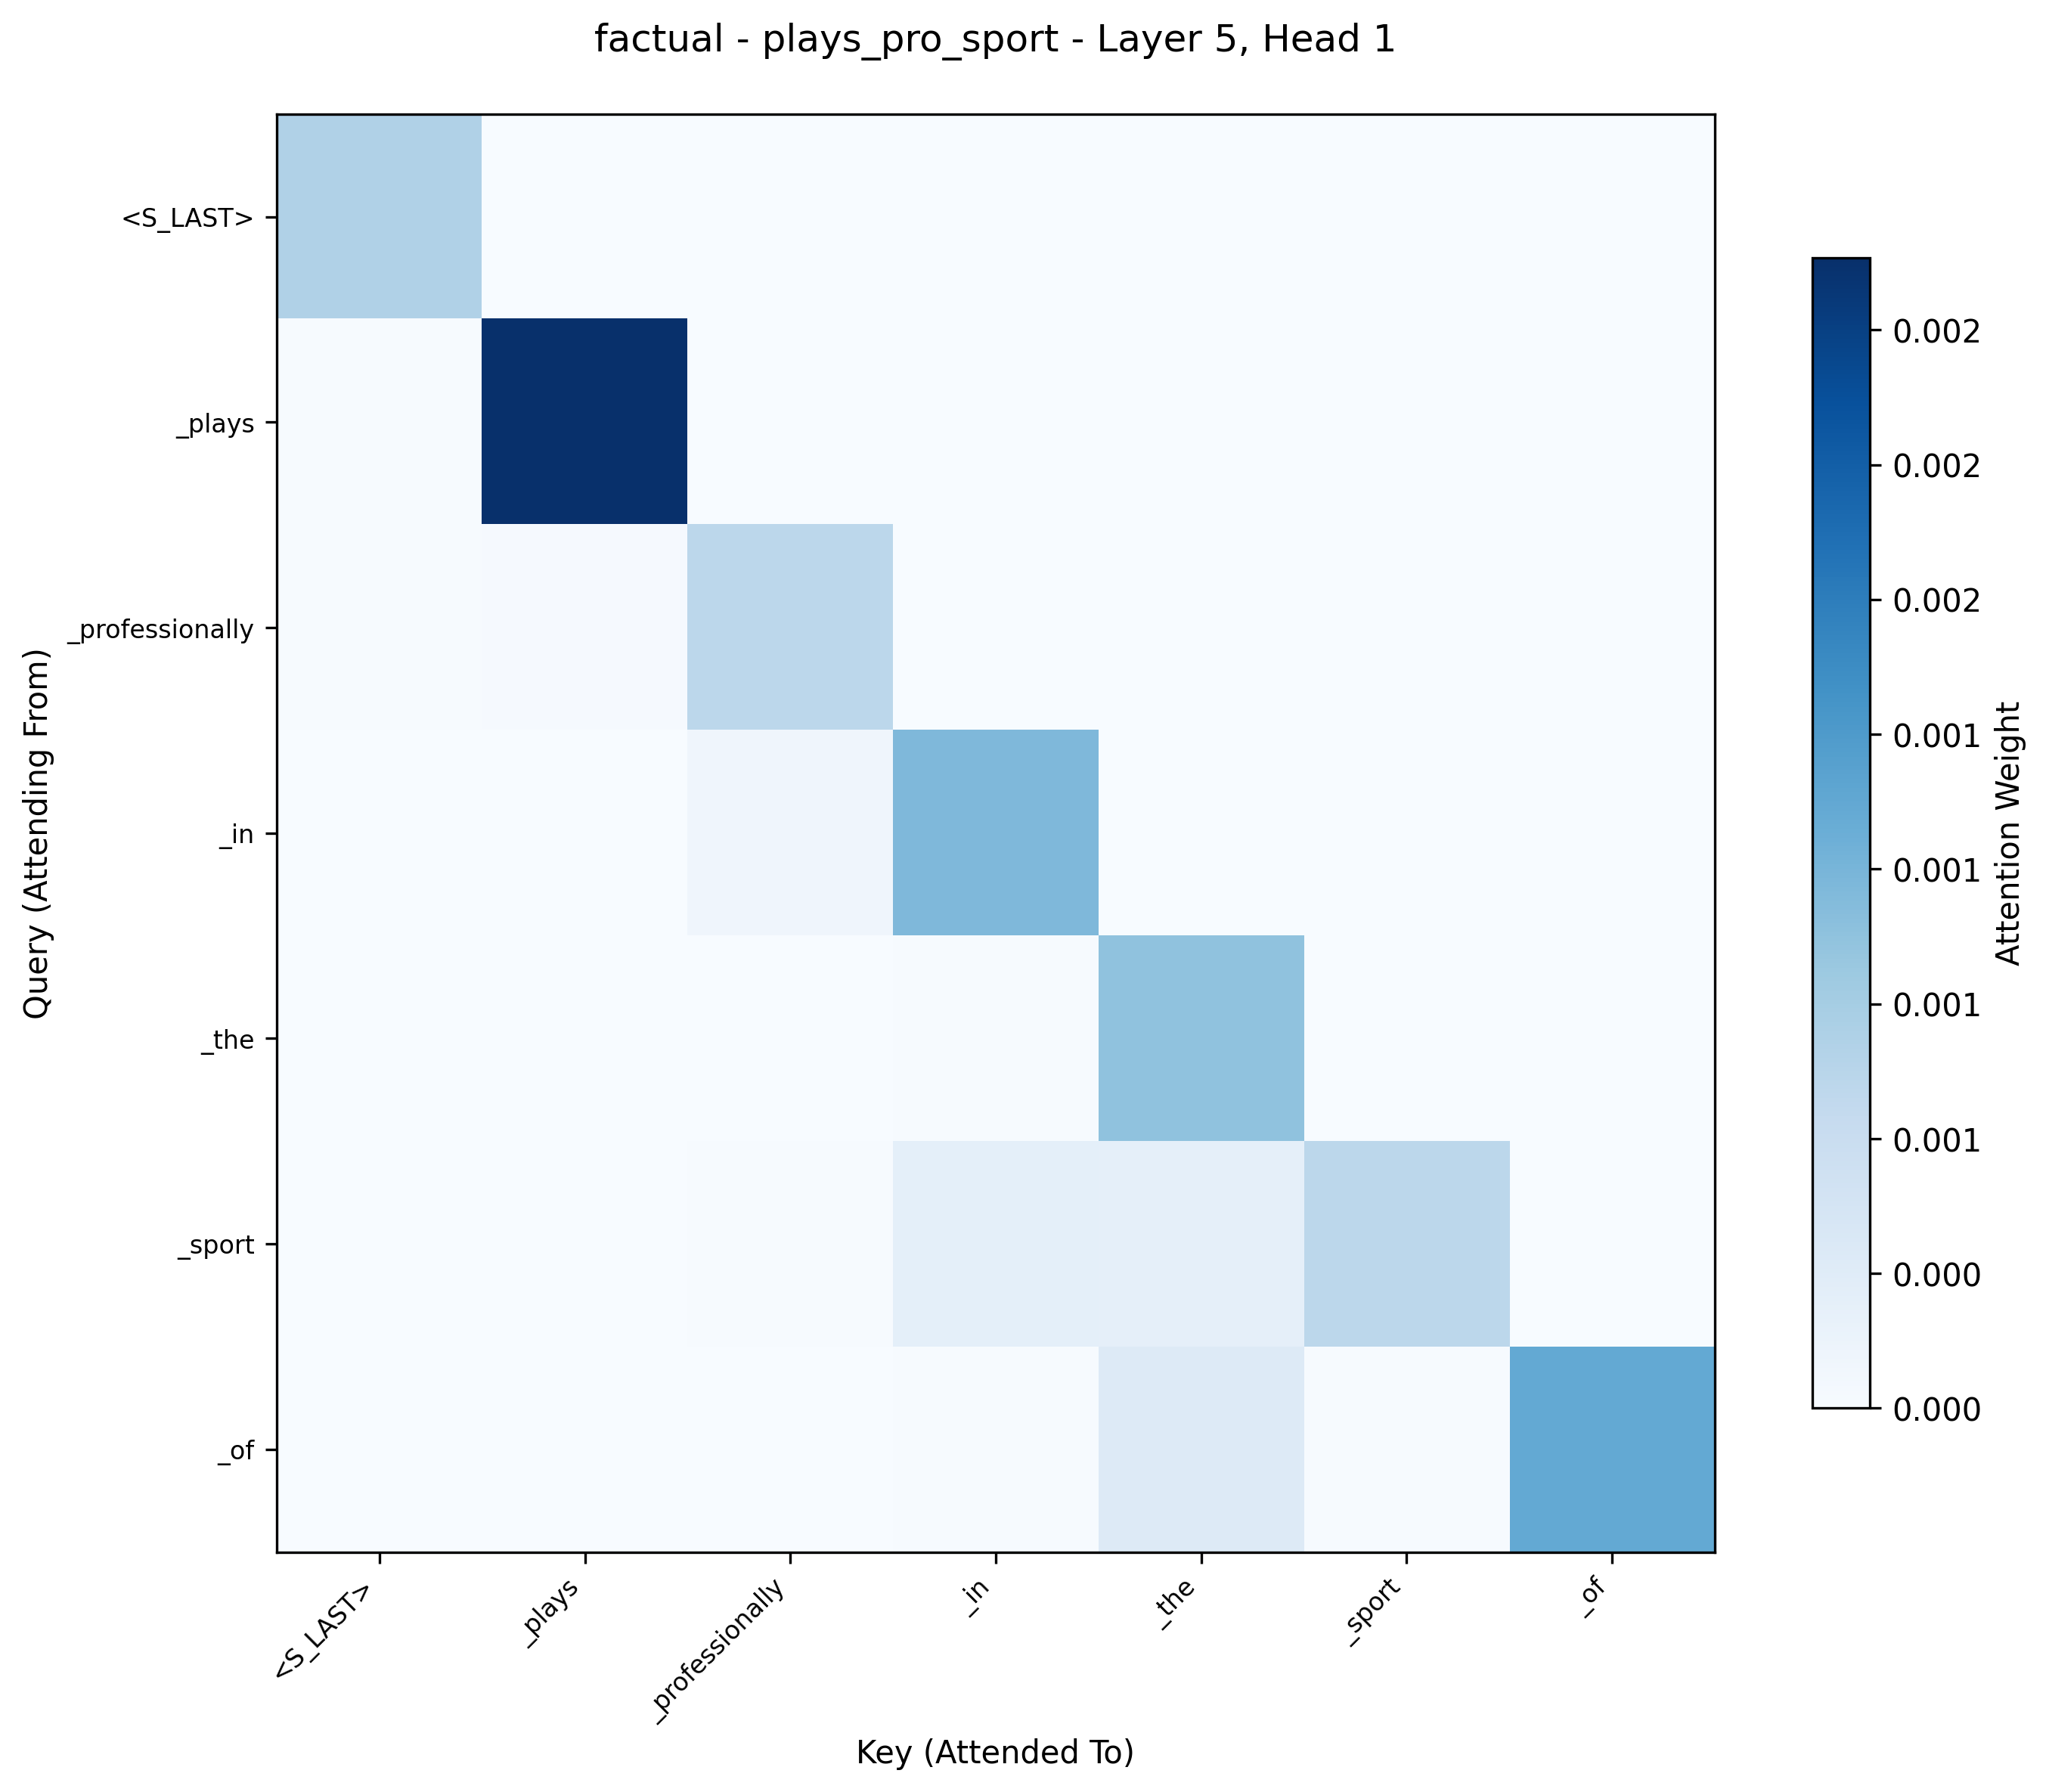 factual - plays_pro_sport - Layer 5, Head 1
Query (Attending From)
<S_LAST>
_plays
_professionally
_in
_the
_sport
_of
<S_LAST>
_plays
_professionally
_in
_the
_sport
_of
Key (Attended To)
0.002
0.002
0.002
0.001
0.001
0.001
0.001
0.000
0.000
Attention Weight